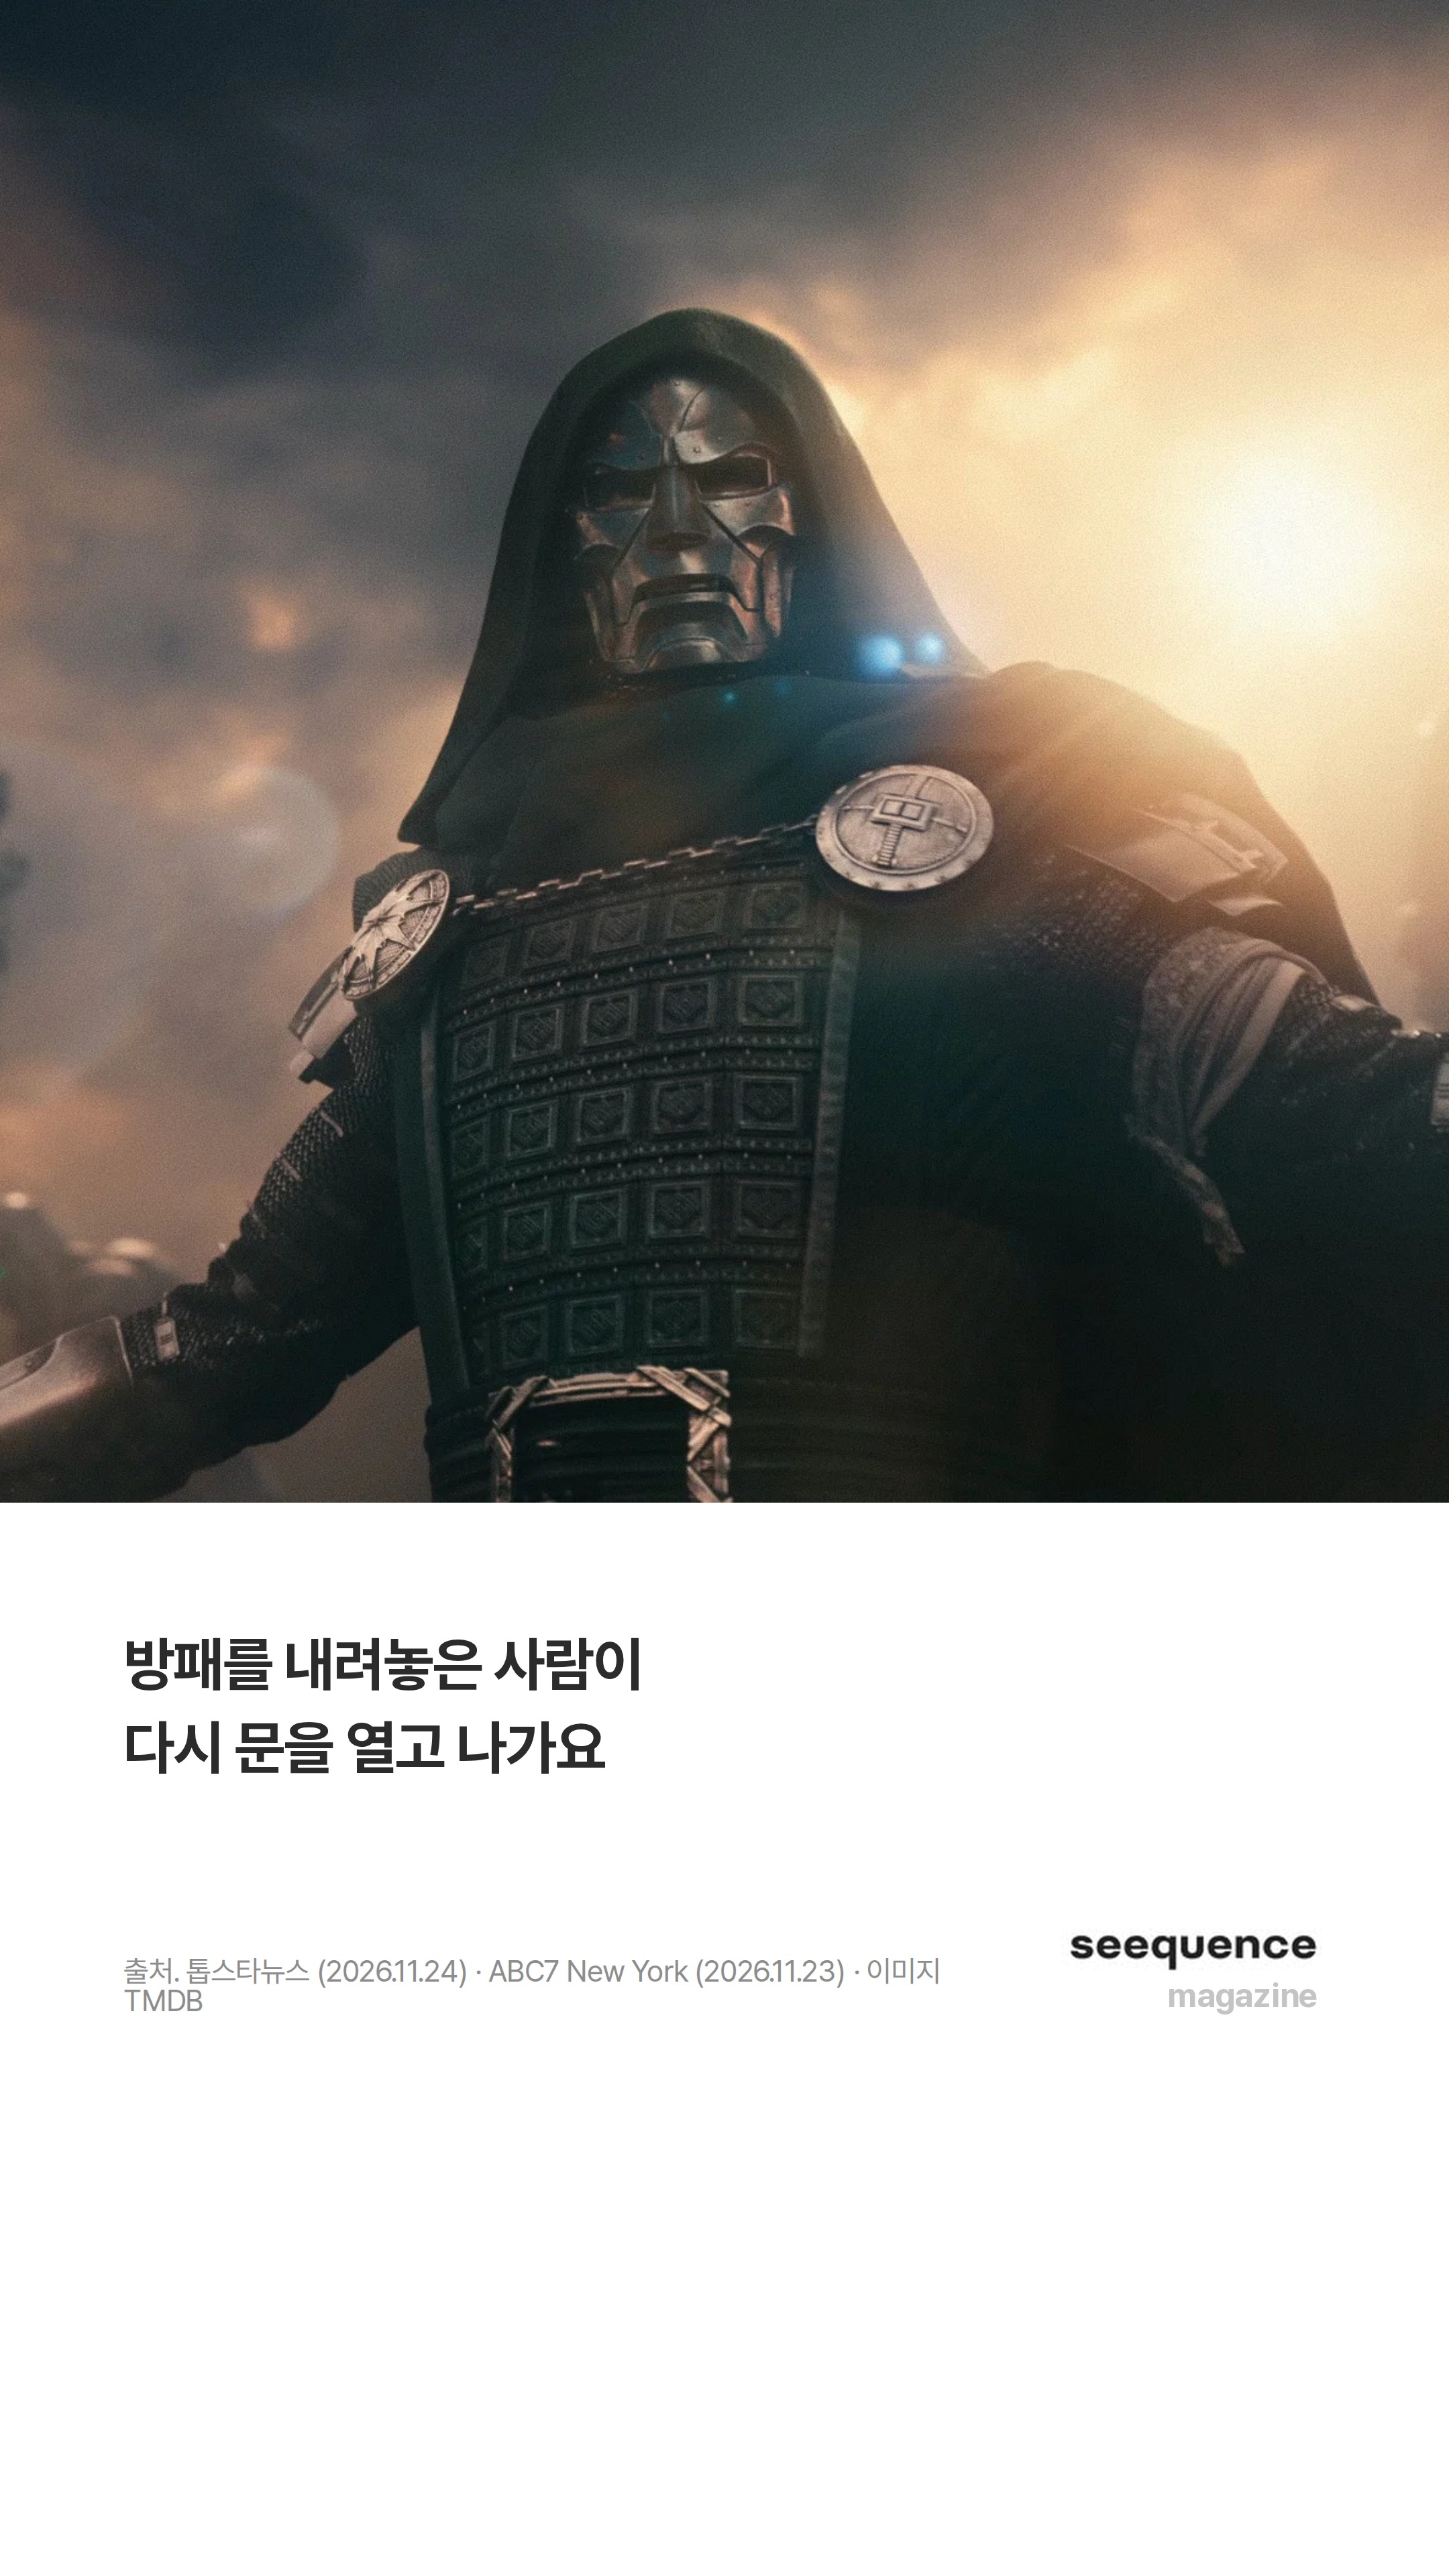 방패를 내려놓은 사람이
다시 문을 열고 나가요
출처. 톱스타뉴스 (2026.11.24) · ABC7 New York (2026.11.23) · 이미지
TMDB
seequence
magazine